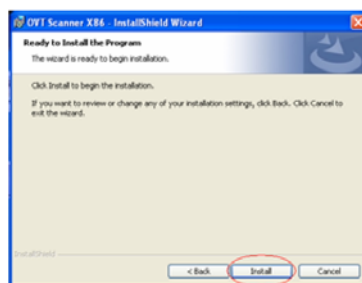 OVT Scanner X86 - InstallShield Wizard
Ready to Install the Program
The wizard is ready to begin installation.
Click Install to begin the installation.
If you want to review or change any of your installation settings, click Back. Click Cancel to
exit the wizard.
InstallShield
< Back
Install
Cancel